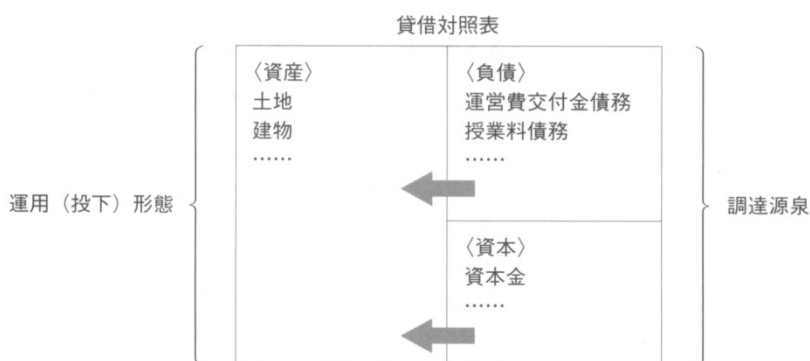 貸借対照表
運用（投下）形態
〈資産〉
土地
建物
……
〈負債〉
運営費交付金債務
授業料債務
……
〈資本〉
資本金
……
調達源泉